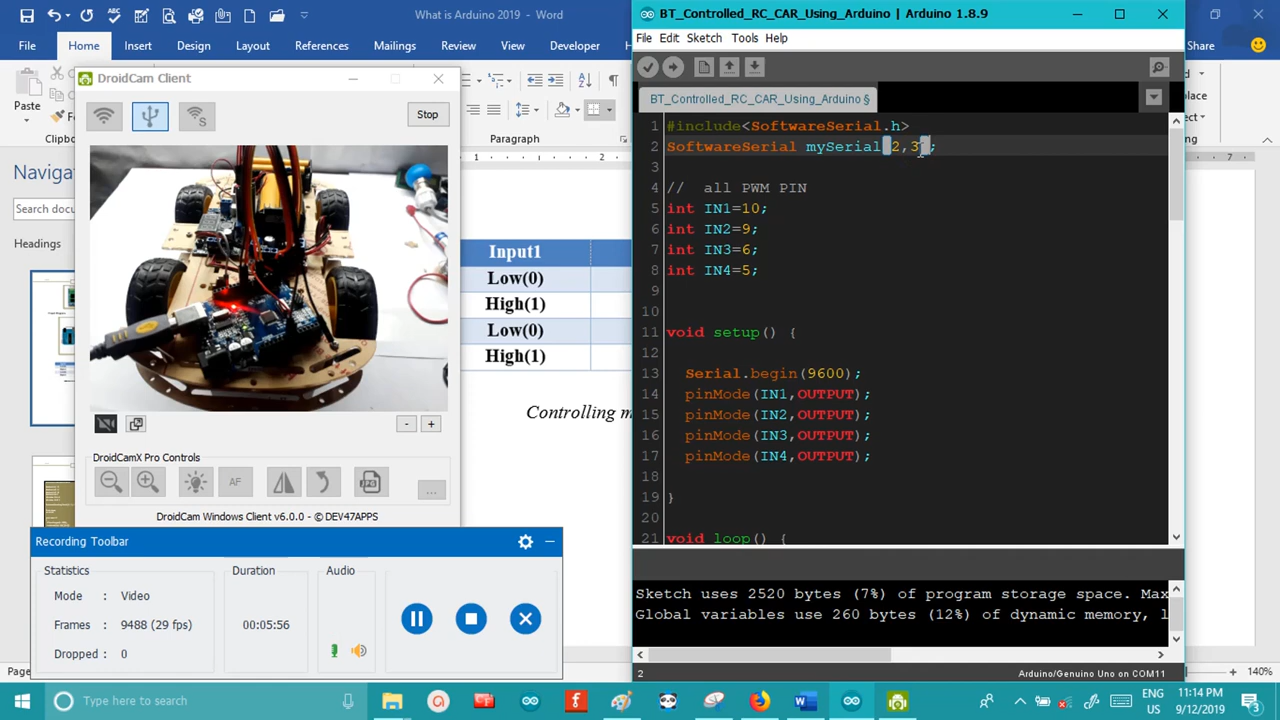 What is Arduino 2019 - Word
Share
File
Home
Insert
Design
Layout
References
Mailings
Review
View
Developer
Paste
Clipbo
Paragraph
Naviga
Search docu
Headings
7
place
Input1
Low(0)
High(1)
Low(0)
High(1)
Controlling m
Page
140%
DroidCam Client
Stop
DroidCamX Pro Controls
AF
...
DroidCam Windows Client v6.0.0 - © DEV47APPS
Recording Toolbar
Statistics
Duration
Audio
Mode : Video
Frames : 9488 (29 fps)
Dropped : 0
00:05:56
BT_Controlled_RC_CAR_Using_Arduino | Arduino 1.8.9
File Edit Sketch Tools Help
BT_Controlled_RC_CAR_Using_Arduino §
1 #include<SoftwareSerial.h>
2 SoftwareSerial mySerial(2,3);
3
4 // all PWM PIN
5 int IN1=10;
6 int IN2=9;
7 int IN3=6;
8 int IN4=5;
9
10
11 void setup() {
12
13 Serial.begin(9600);
14 pinMode(IN1,OUTPUT);
15 pinMode(IN2,OUTPUT);
16 pinMode(IN3,OUTPUT);
17 pinMode(IN4,OUTPUT);
18
19 }
20
21 void loop() {
Sketch uses 2520 bytes (7%) of program storage space. Max
Global variables use 260 bytes (12%) of dynamic memory, l
2
Arduino/Genuino Uno on COM11
Type here to search
ENG
US
11:14 PM
9/12/2019
3